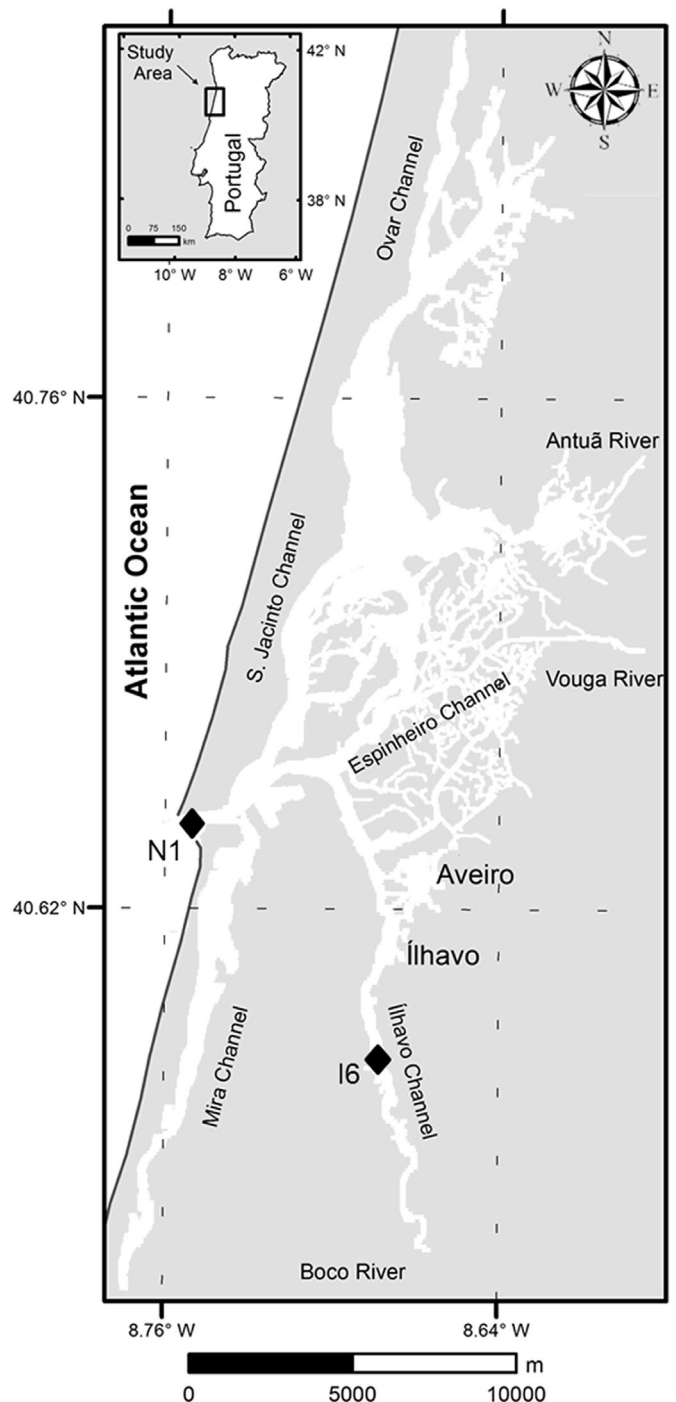 Study
Area
42° N
Portugal
38° N
0 75 150
km
10° W 8° W 6° W
N
W E
S
Ovar Channel
40.76° N
Antuã River
Atlantic Ocean
S. Jacinto Channel
Vouga River
Espinheiro Channel
N1
Aveiro
40.62° N
Ílhavo
Mira Channel
Ílhavo Channel
I6
Boco River
8.76° W 8.64° W
m
0 5000 10000